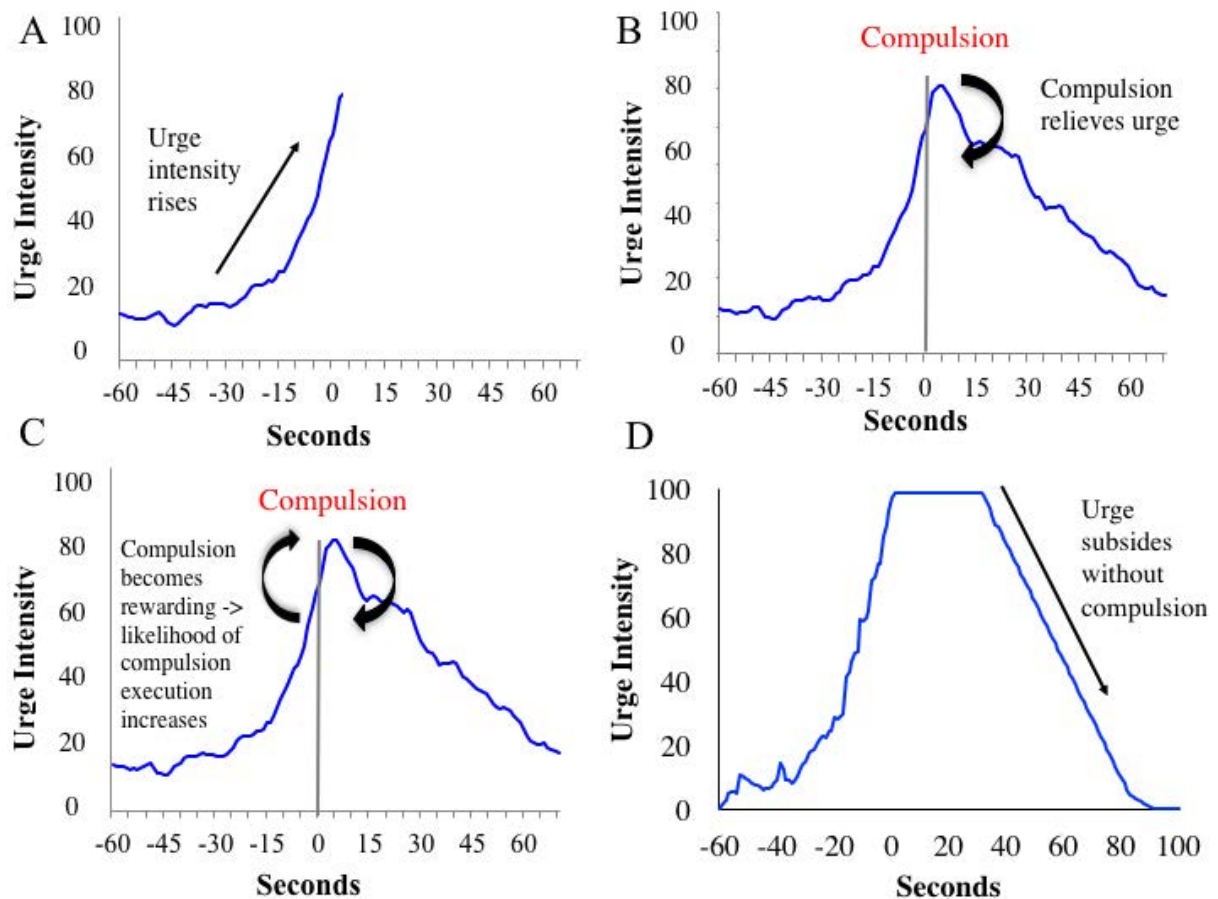 A
100
80
60
40
20
0
Urge Intensity
Urge
intensity
rises
-60 -45 -30 -15 0 15 30 45 60
Seconds
B
100
80
60
40
20
0
Urge Intensity
Compulsion
Compulsion
relieves urge
-60 -45 -30 -15 0 15 30 45 60
Seconds
C
100
80
60
40
20
0
Urge Intensity
Compulsion
Compulsion
becomes
rewarding ->
likelihood of
compulsion
execution
increases
-60 -45 -30 -15 0 15 30 45 60
Seconds
D
100
80
60
40
20
0
Urge Intensity
Urge
subsides
without
compulsion
-60 -40 -20 0 20 40 60 80 100
Seconds